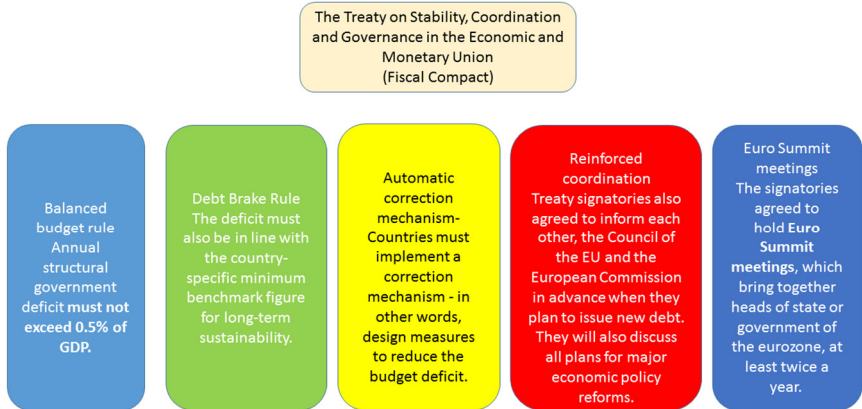 The Treaty on Stability, Coordination
and Governance in the Economic and
Monetary Union
(Fiscal Compact)
Balanced
budget rule
Annual
structural
government
deficit must not
exceed 0.5% of
GDP.
Debt Brake Rule
The deficit must
also be in line with
the country-
specific minimum
benchmark figure
for long-term
sustainability.
Automatic
correction
mechanism-
Countries must
implement a
correction
mechanism - in
other words,
design measures
to reduce the
budget deficit.
Reinforced
coordination
Treaty signatories also
agreed to inform each
other, the Council of
the EU and the
European Commission
in advance when they
plan to issue new debt.
They will also discuss
all plans for major
economic policy
reforms.
Euro Summit
meetings
The signatories
agreed to
hold Euro
Summit
meetings, which
bring together
heads of state or
government of
the eurozone, at
least twice a
year.